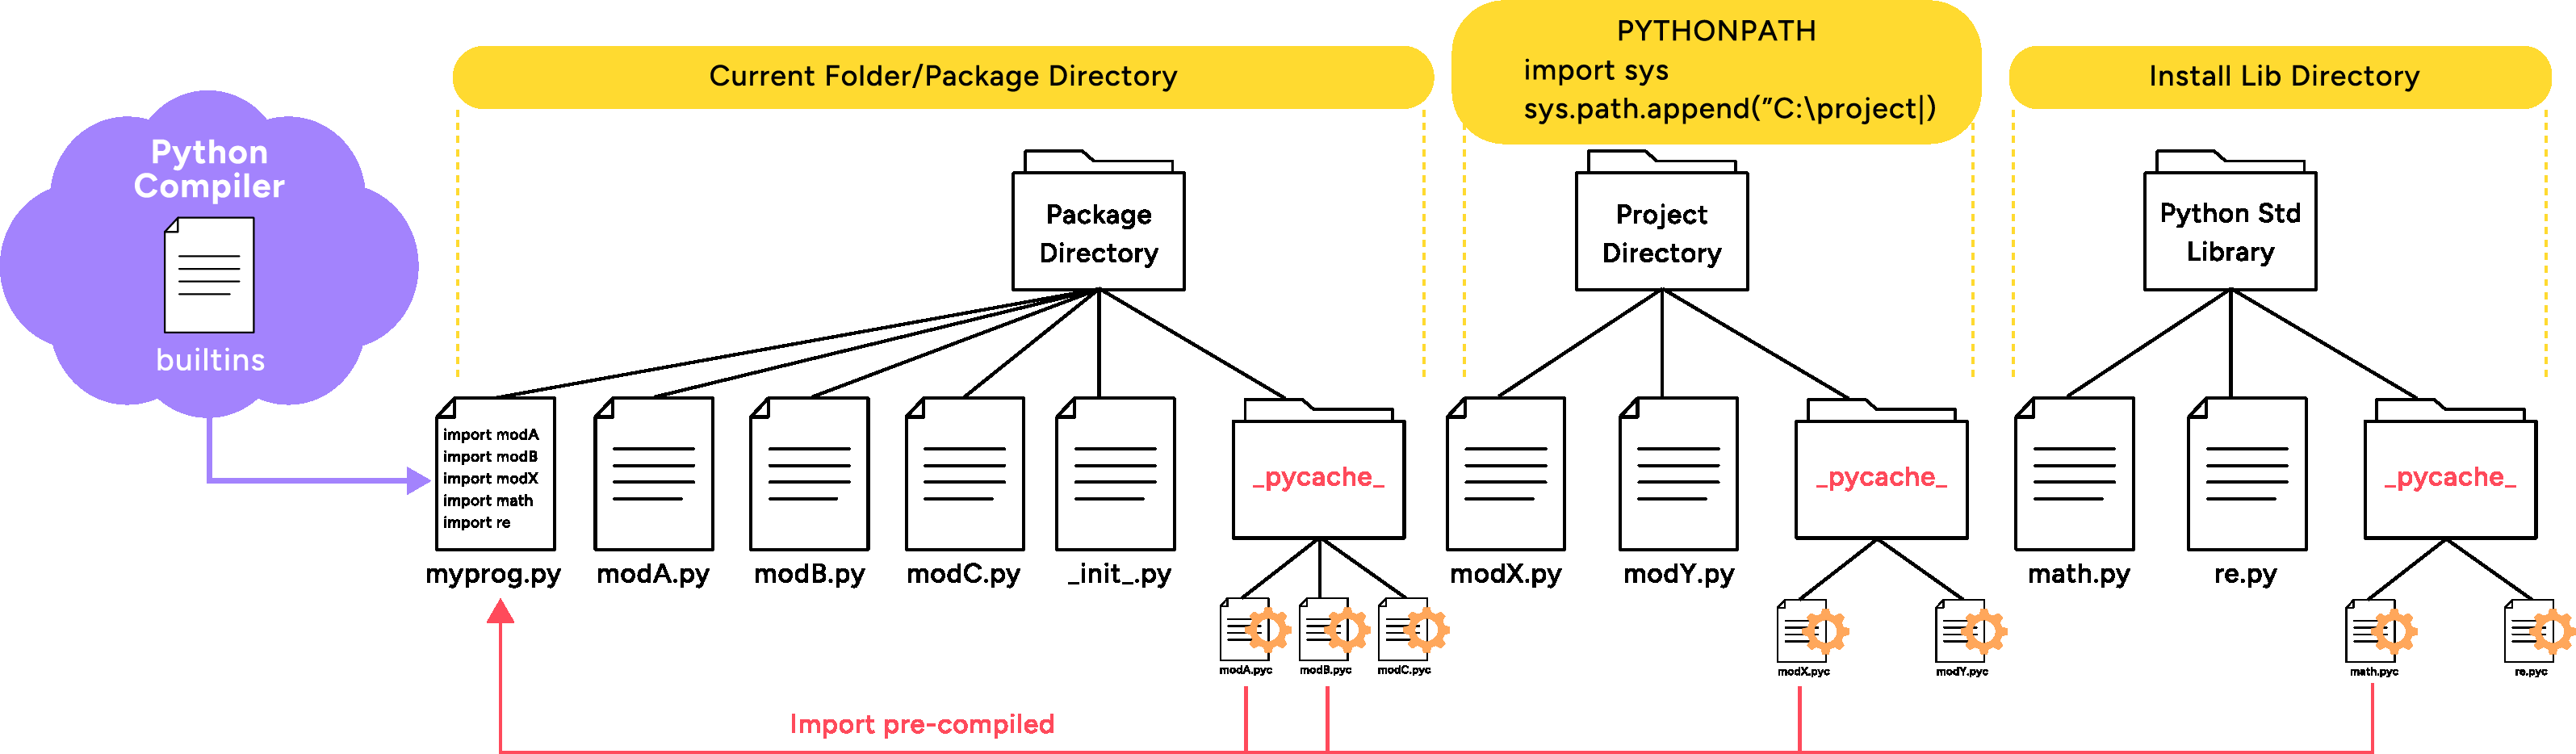 Current Folder/Package Directory
PYTHONPATH
import sys
sys.path.append("C:\project|)
Install Lib Directory
Python
Compiler
builtins
Package
Directory
Project
Directory
Python Std
Library
import modA
import modB
import modX
import math
import re
_pycache_
_pycache_
_pycache_
myprog.py
modA.py
modB.py
modC.py
_init_.py
modX.py
modY.py
math.py
re.py
modA.pyc
modB.pyc
modC.pyc
modX.pyc
modY.pyc
math.pyc
re.pyc
Import pre-compiled